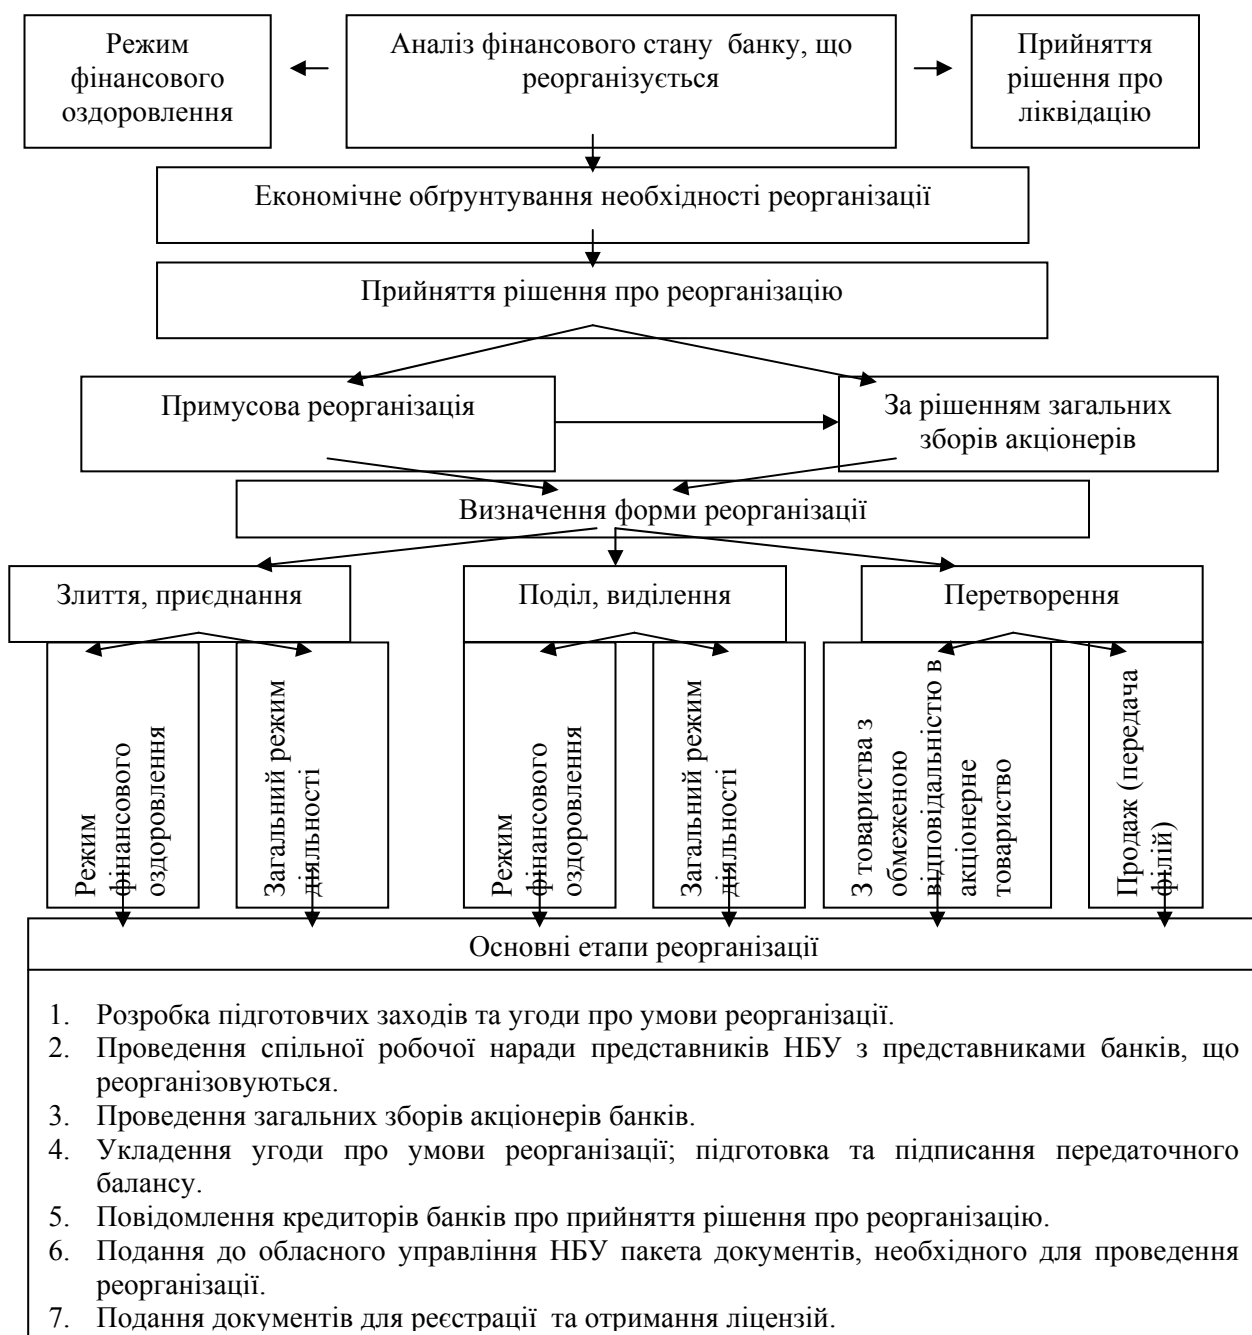 Режим
фінансового
оздоровлення
Аналіз фінансового стану банку, що
реорганізується
Прийняття
рішення про
ліквідацію
Економічне обґрунтування необхідності реорганізації
Прийняття рішення про реорганізацію
Примусова реорганізація
За рішенням загальних
зборів акціонерів
Визначення форми реорганізації
Злиття, приєднання
Поділ, виділення
Перетворення
Режим
фінансового
оздоровлення
Загальний режим
діяльності
Режим
фінансового
оздоровлення
Загальний режим
діяльності
З товариства з
обмеженою
відповідальністю в
акціонерне
товариство
Продаж (передача
філій)
Основні етапи реорганізації
1. Розробка підготовчих заходів та угоди про умови реорганізації.
2. Проведення спільної робочої наради представників НБУ з представниками банків, що
реорганізовуються.
3. Проведення загальних зборів акціонерів банків.
4. Укладення угоди про умови реорганізації; підготовка та підписання передаточного
балансу.
5. Повідомлення кредиторів банків про прийняття рішення про реорганізацію.
6. Подання до обласного управління НБУ пакета документів, необхідного для проведення
реорганізації.
7. Подання документів для реєстрації та отримання ліцензій.